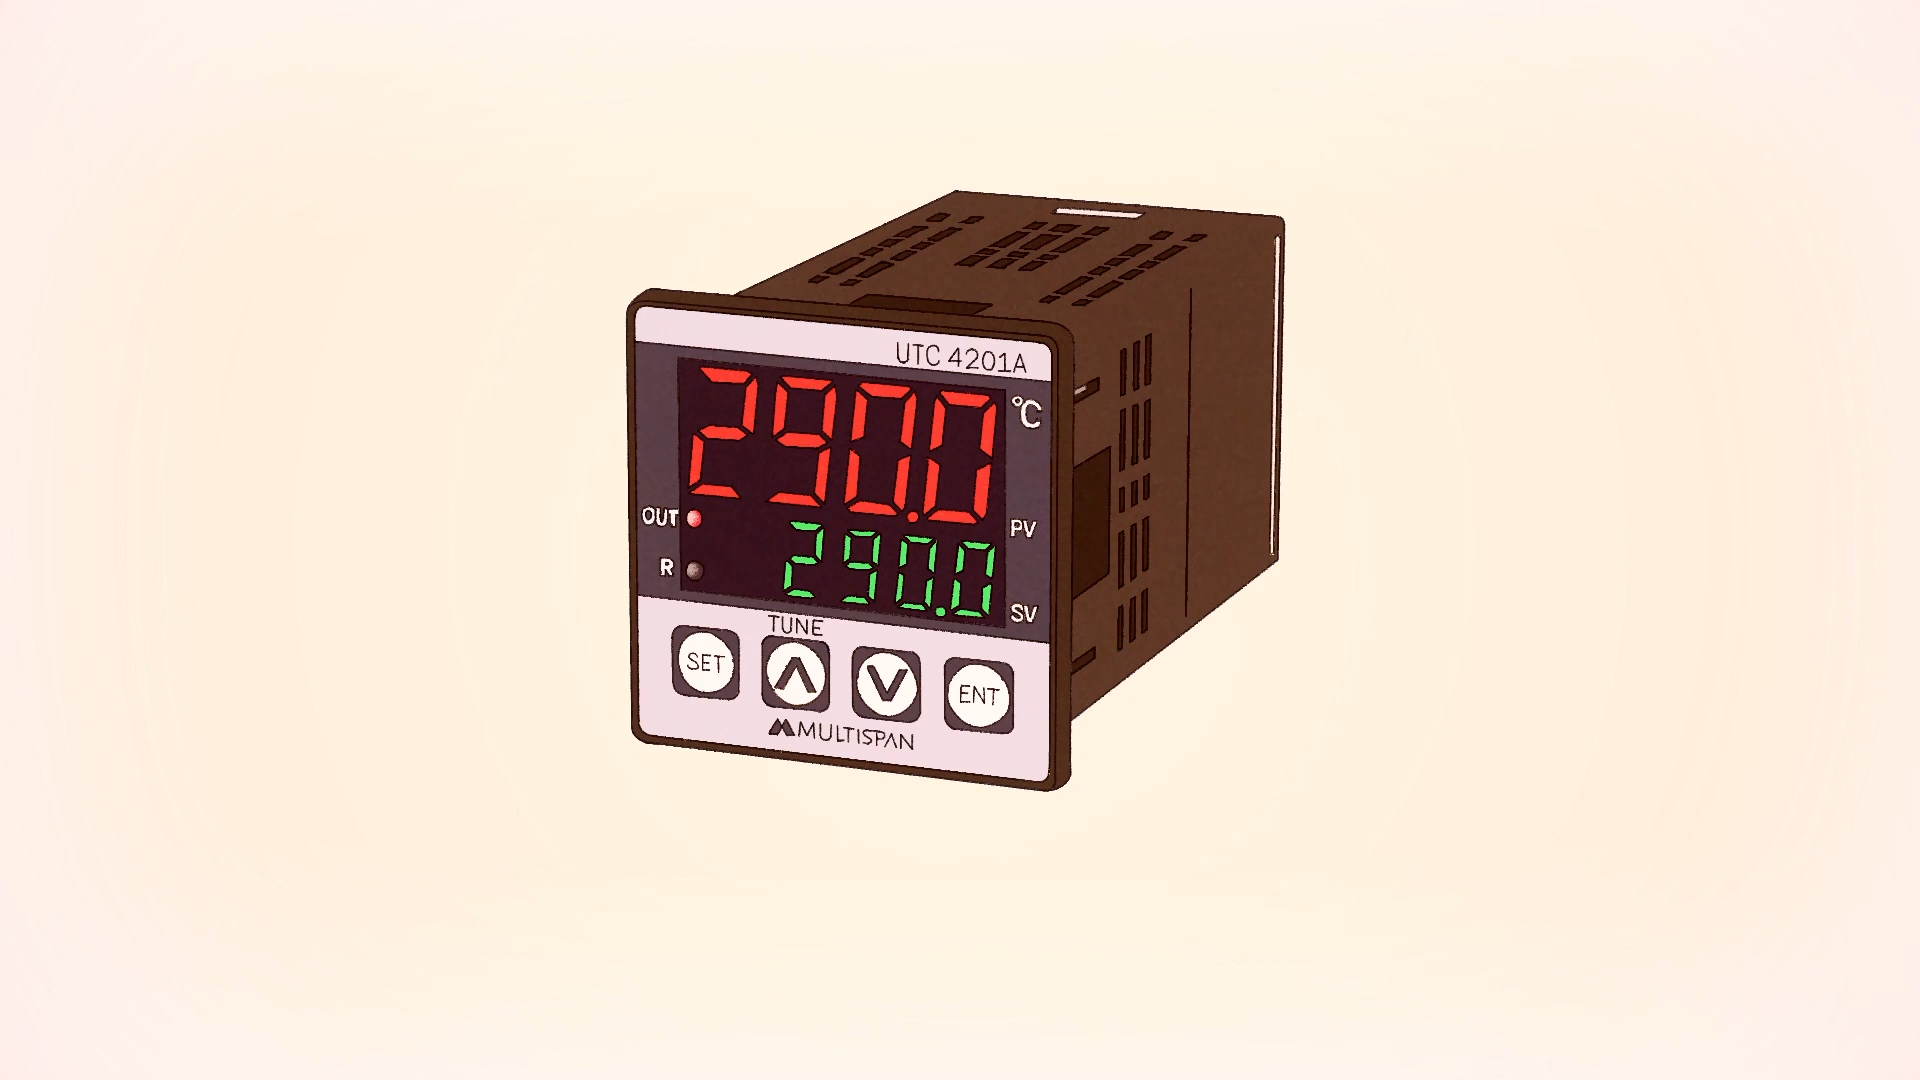 UTC 4201A
290.0 °C
PV
OUT
290.0
R
SV
TUNE
SET ENT
MULTISPAN